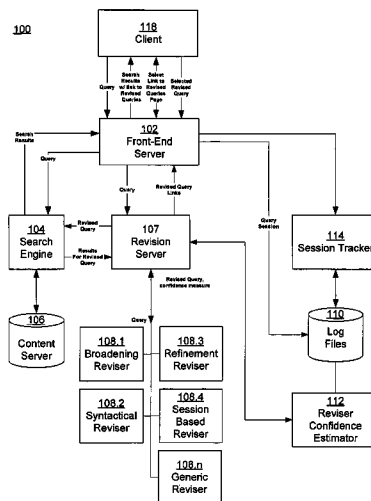 100
118
Client
Query
Search
Results
w/ link to
Revised
Queries
Select
Link to
Revised
Queries
Page
Selected
Revised
Query
102
Front-End
Server
Search
Results
Query
Query
Revised Query
Links
Query
Session
104
Search
Engine
Revised
Query
Results
For Revised
Query
107
Revision
Server
114
Session Tracker
106
Content
Server
Revised Query,
confidence measure
Query
110
Log
Files
108.1
Broadening
Reviser
108.3
Refinement
Reviser
108.2
Syntactical
Reviser
108.4
Session
Based
Reviser
112
Reviser
Confidence
Estimator
108.n
Generic
Reviser